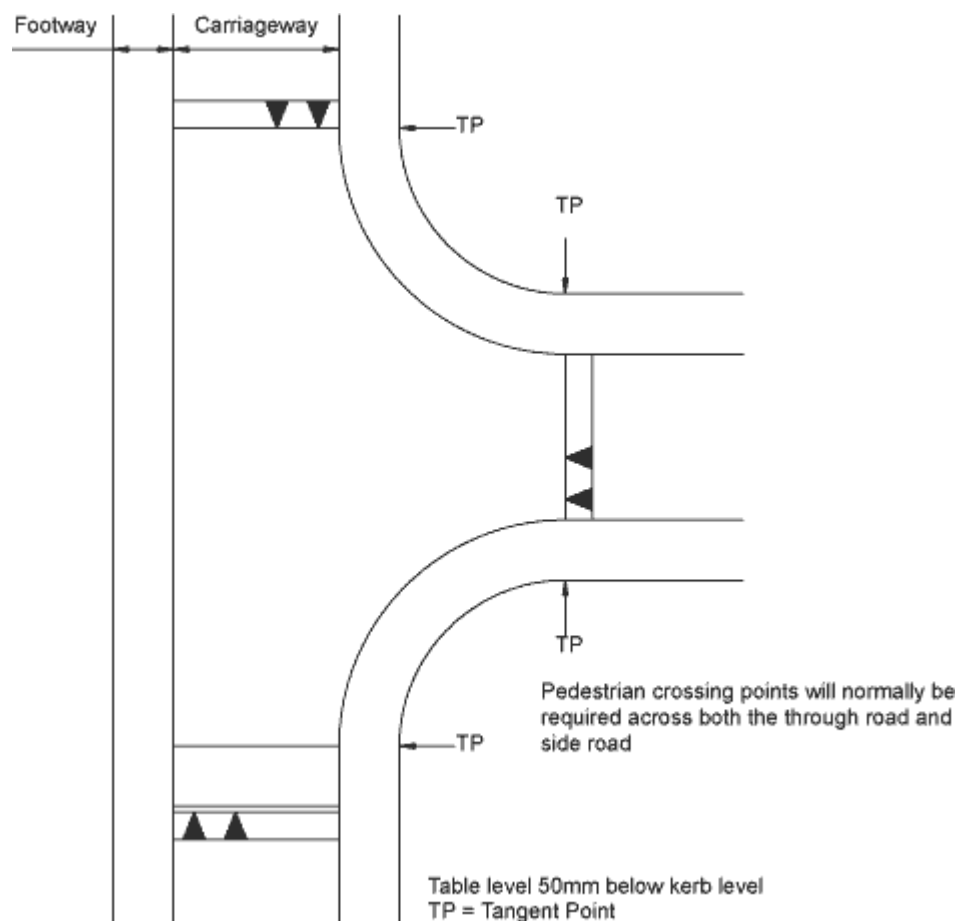 Footway
Carriageway
TP
TP
TP
Pedestrian crossing points will normally be
required across both the through road and
side road
TP
Table level 50mm below kerb level
TP = Tangent Point